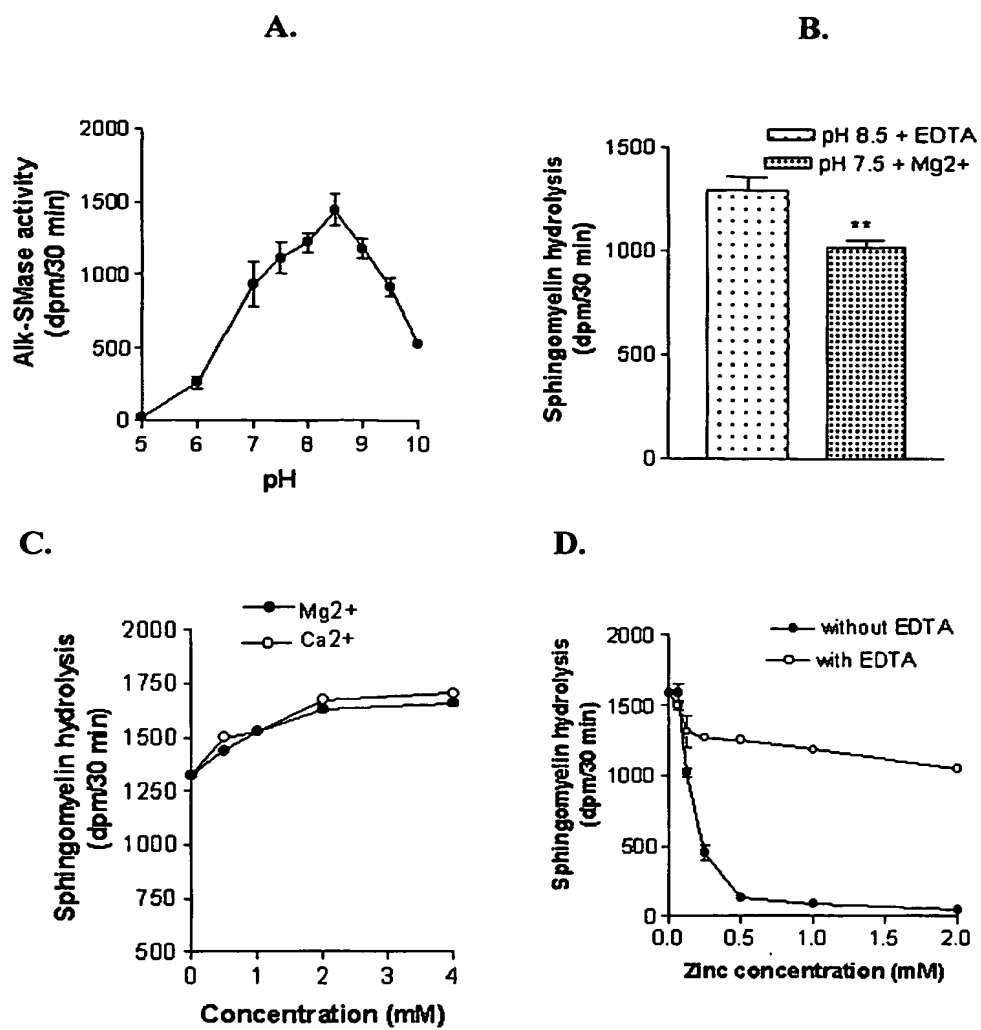 A.
Alk-SMase activity
(dpm/30 min)
2000
1500
1000
500
0
5 6 7 8 9 10
pH
B.
pH 8.5 + EDTA
pH 7.5 + Mg2+
Sphingomyelin hydrolysis
(dpm/30 min)
1500
1000
500
0
**
C.
Mg2+
Ca2+
Sphingomyelin hydrolysis
(dpm/30 min)
2000
1750
1500
1250
1000
750
500
0 1 2 3 4
Concentration (mM)
D.
without EDTA
with EDTA
Sphingomyelin hydrolysis
(dpm/30 min)
2000
1500
1000
500
0
0.0 0.5 1.0 1.5 2.0
Zinc concentration (mM)